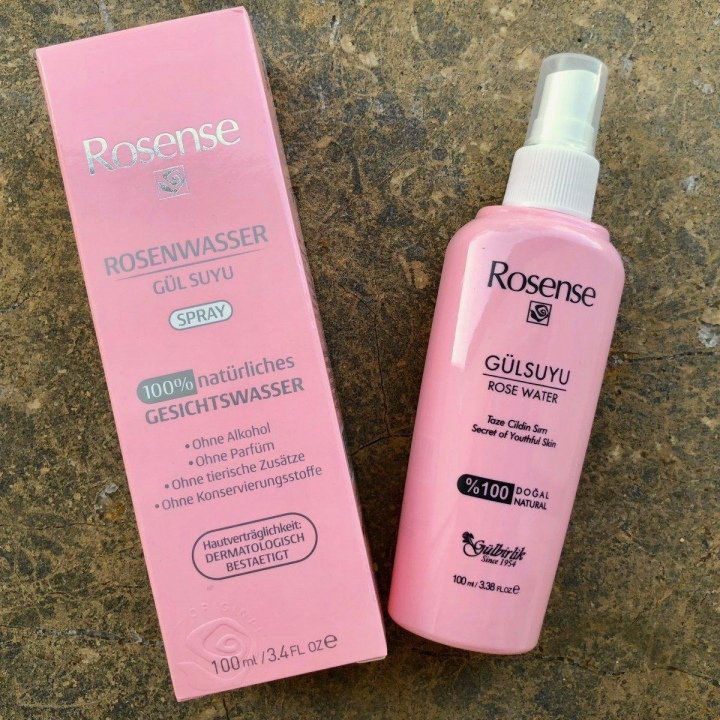 Rosense
ROSENWASSER
GÜL SUYU
SPRAY
100% natürliches
GESICHTSWASSER
• Ohne Alkohol
• Ohne Parfüm
• Ohne tierische Zusätze
• Ohne Konservierungsstoffe
Hautverträglichkeit:
DERMATOLOGISCH
BESTAETIGT
100 ml / 3.4 FL OZ e
Rosense
GÜLSUYU
ROSE WATER
Taze Cildin Sırrı
Secret of Youthful Skin
%100 DOĞAL
NATURAL
Gülbirlik
Since 1954
100 ml / 3.38 FL.OZ e